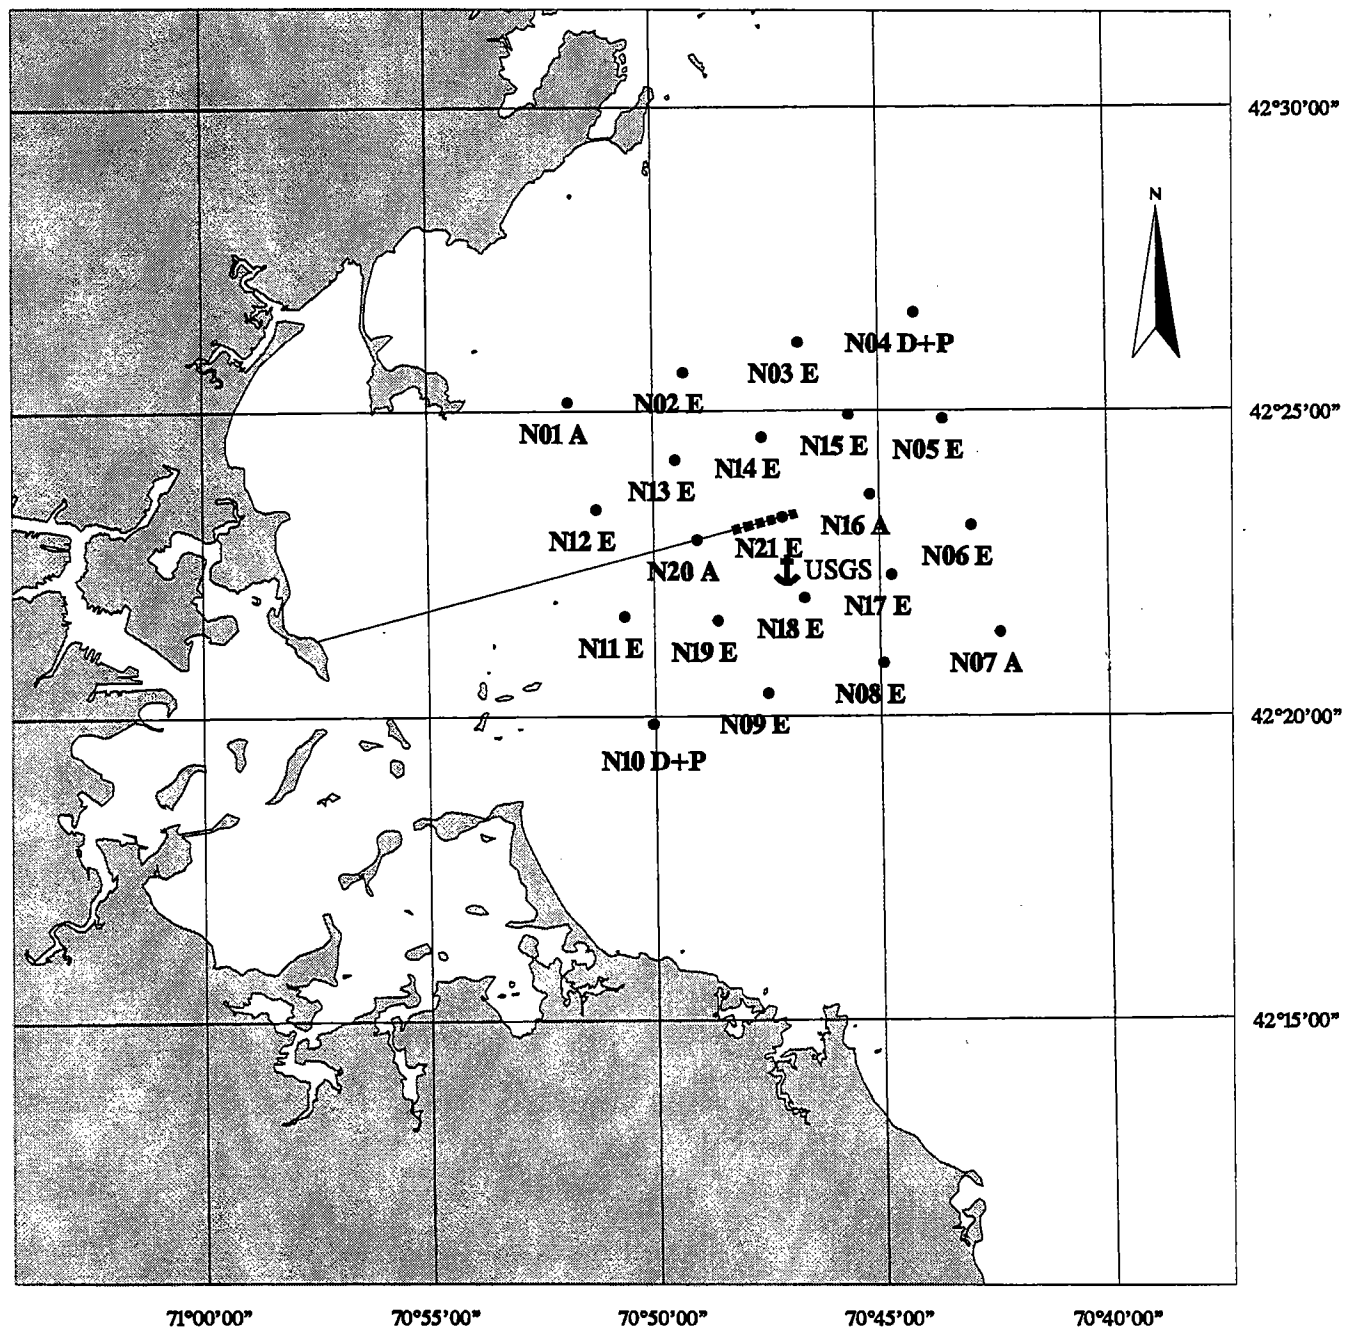 42°30'00"
N
N04 D+P
N03 E
N02 E
42°25'00"
N01 A
N15 E
N05 E
N14 E
N13 E
N16 A
N12 E
N21 E
N06 E
N20 A
USGS
N17 E
N18 E
N11 E
N19 E
N07 A
N08 E
42°20'00"
N09 E
N10 D+P
42°15'00"
71°00'00" 70°55'00" 70°50'00" 70°45'00" 70°40'00"